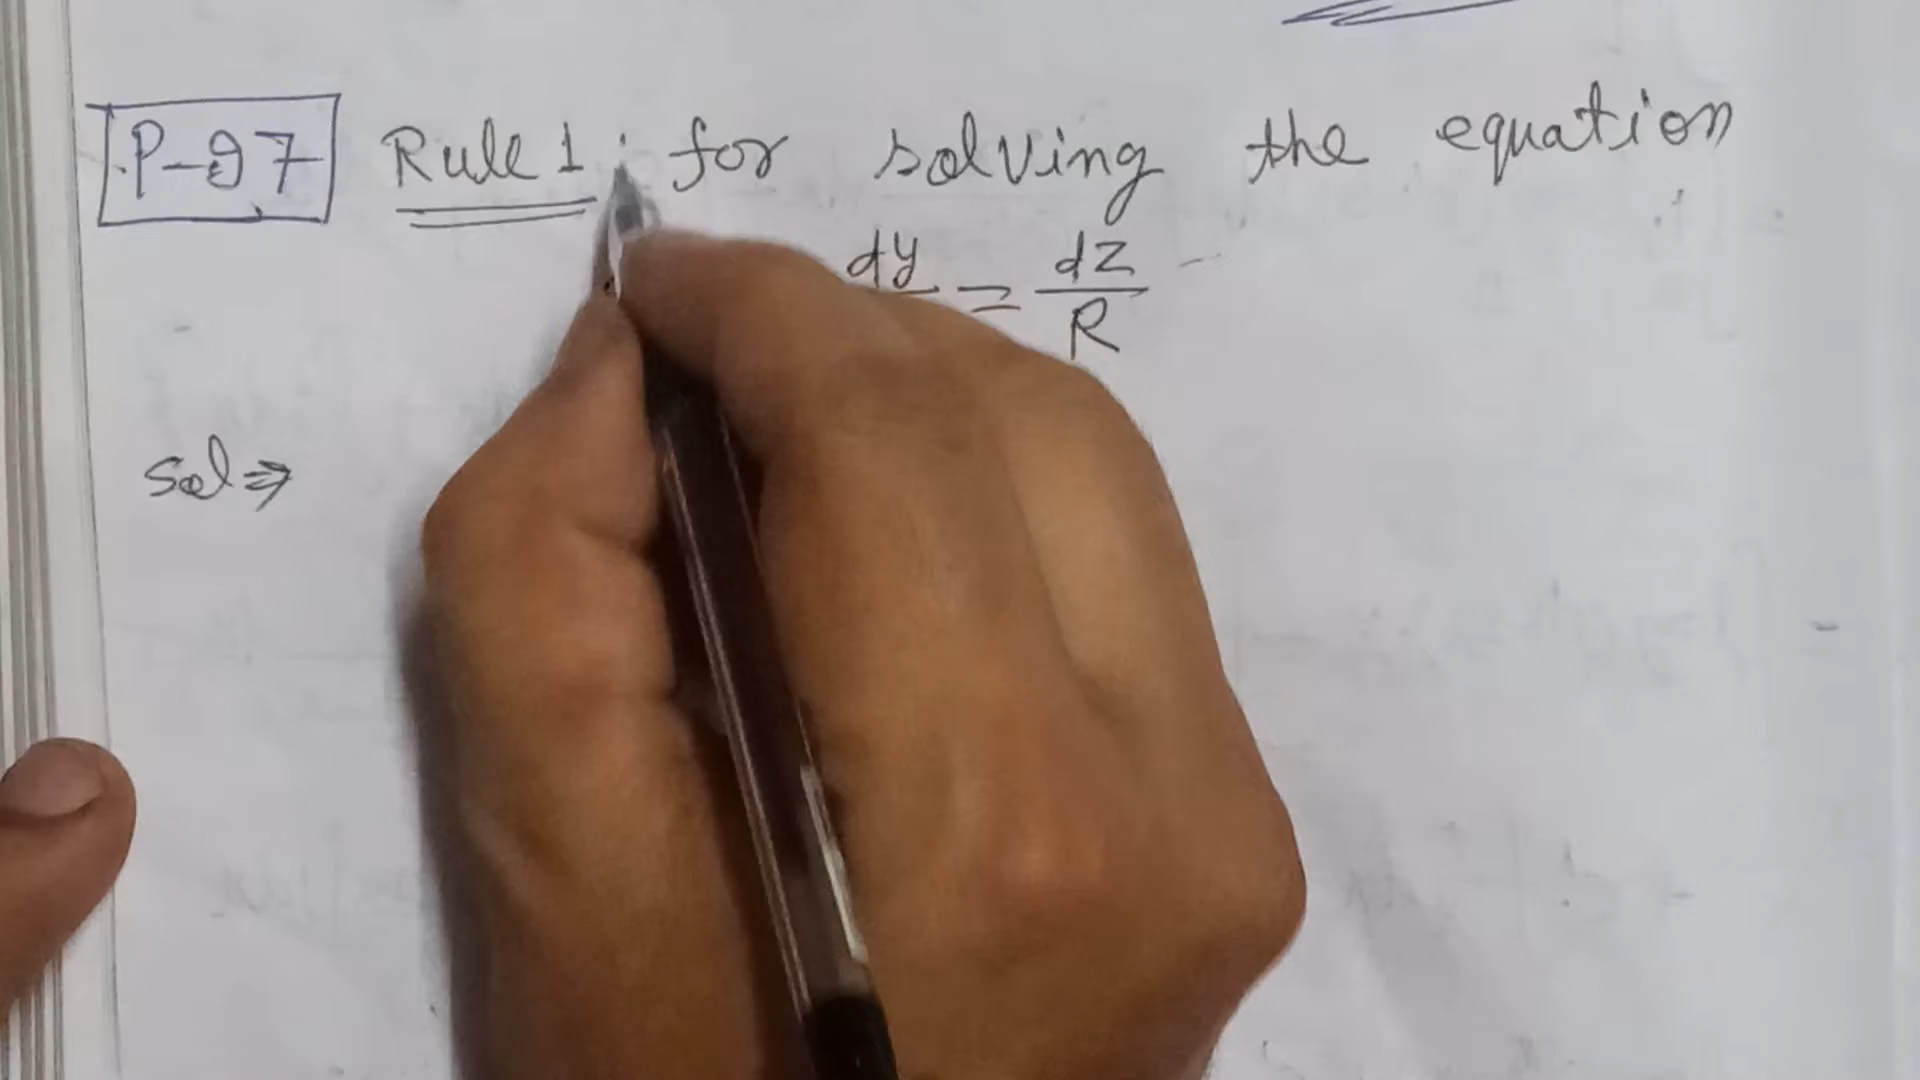 P-97 Rule 1: for solving the equation
dy = dz/R
Sol⇒